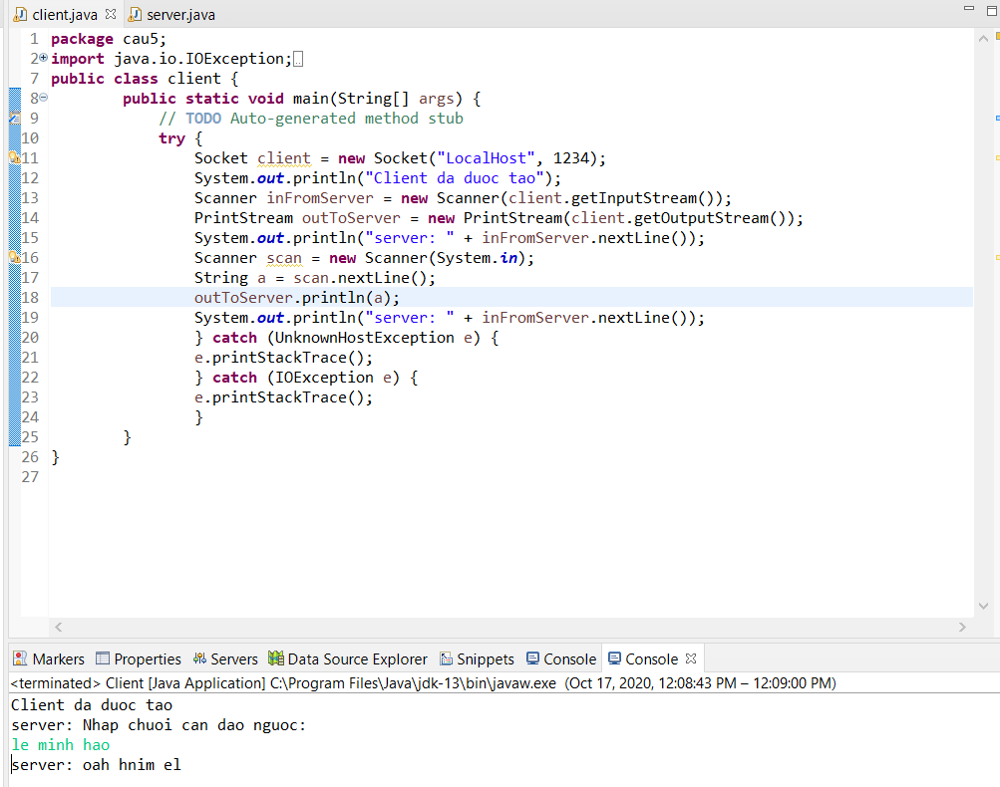 client.java server.java
1 package cau5;
2 import java.io.IOException;
7 public class client {
8 public static void main(String[] args) {
9 // TODO Auto-generated method stub
10 try {
11 Socket client = new Socket("LocalHost", 1234);
12 System.out.println("Client da duoc tao");
13 Scanner inFromServer = new Scanner(client.getInputStream());
14 PrintStream outToServer = new PrintStream(client.getOutputStream());
15 System.out.println("server: " + inFromServer.nextLine());
16 Scanner scan = new Scanner(System.in);
17 String a = scan.nextLine();
18 outToServer.println(a);
19 System.out.println("server: " + inFromServer.nextLine());
20 } catch (UnknownHostException e) {
21 e.printStackTrace();
22 } catch (IOException e) {
23 e.printStackTrace();
24 }
25 }
26 }
27
Markers Properties Servers Data Source Explorer Snippets Console Console
<terminated> Client [Java Application] C:\Program Files\Java\jdk-13\bin\javaw.exe (Oct 17, 2020, 12:08:43 PM – 12:09:00 PM)
Client da duoc tao
server: Nhap chuoi can dao nguoc:
le minh hao
server: oah hnim el